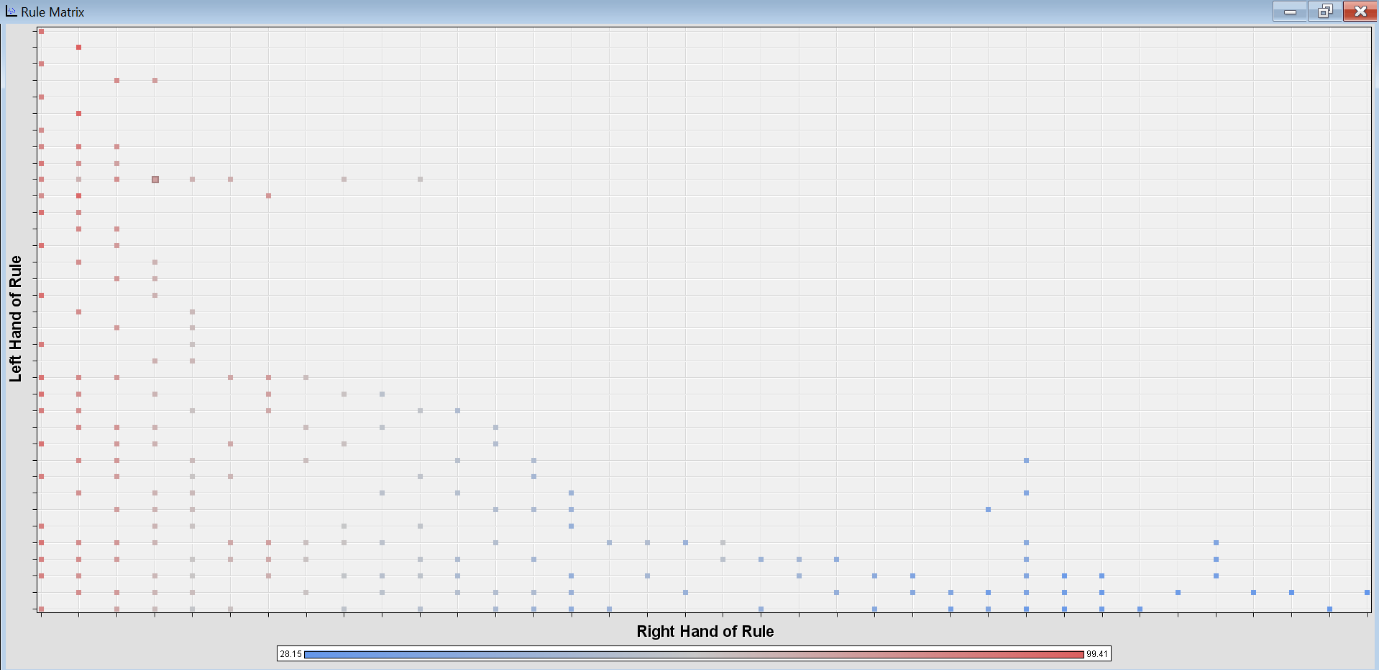 Rule Matrix
Left Hand of Rule
Right Hand of Rule
28.15 99.41